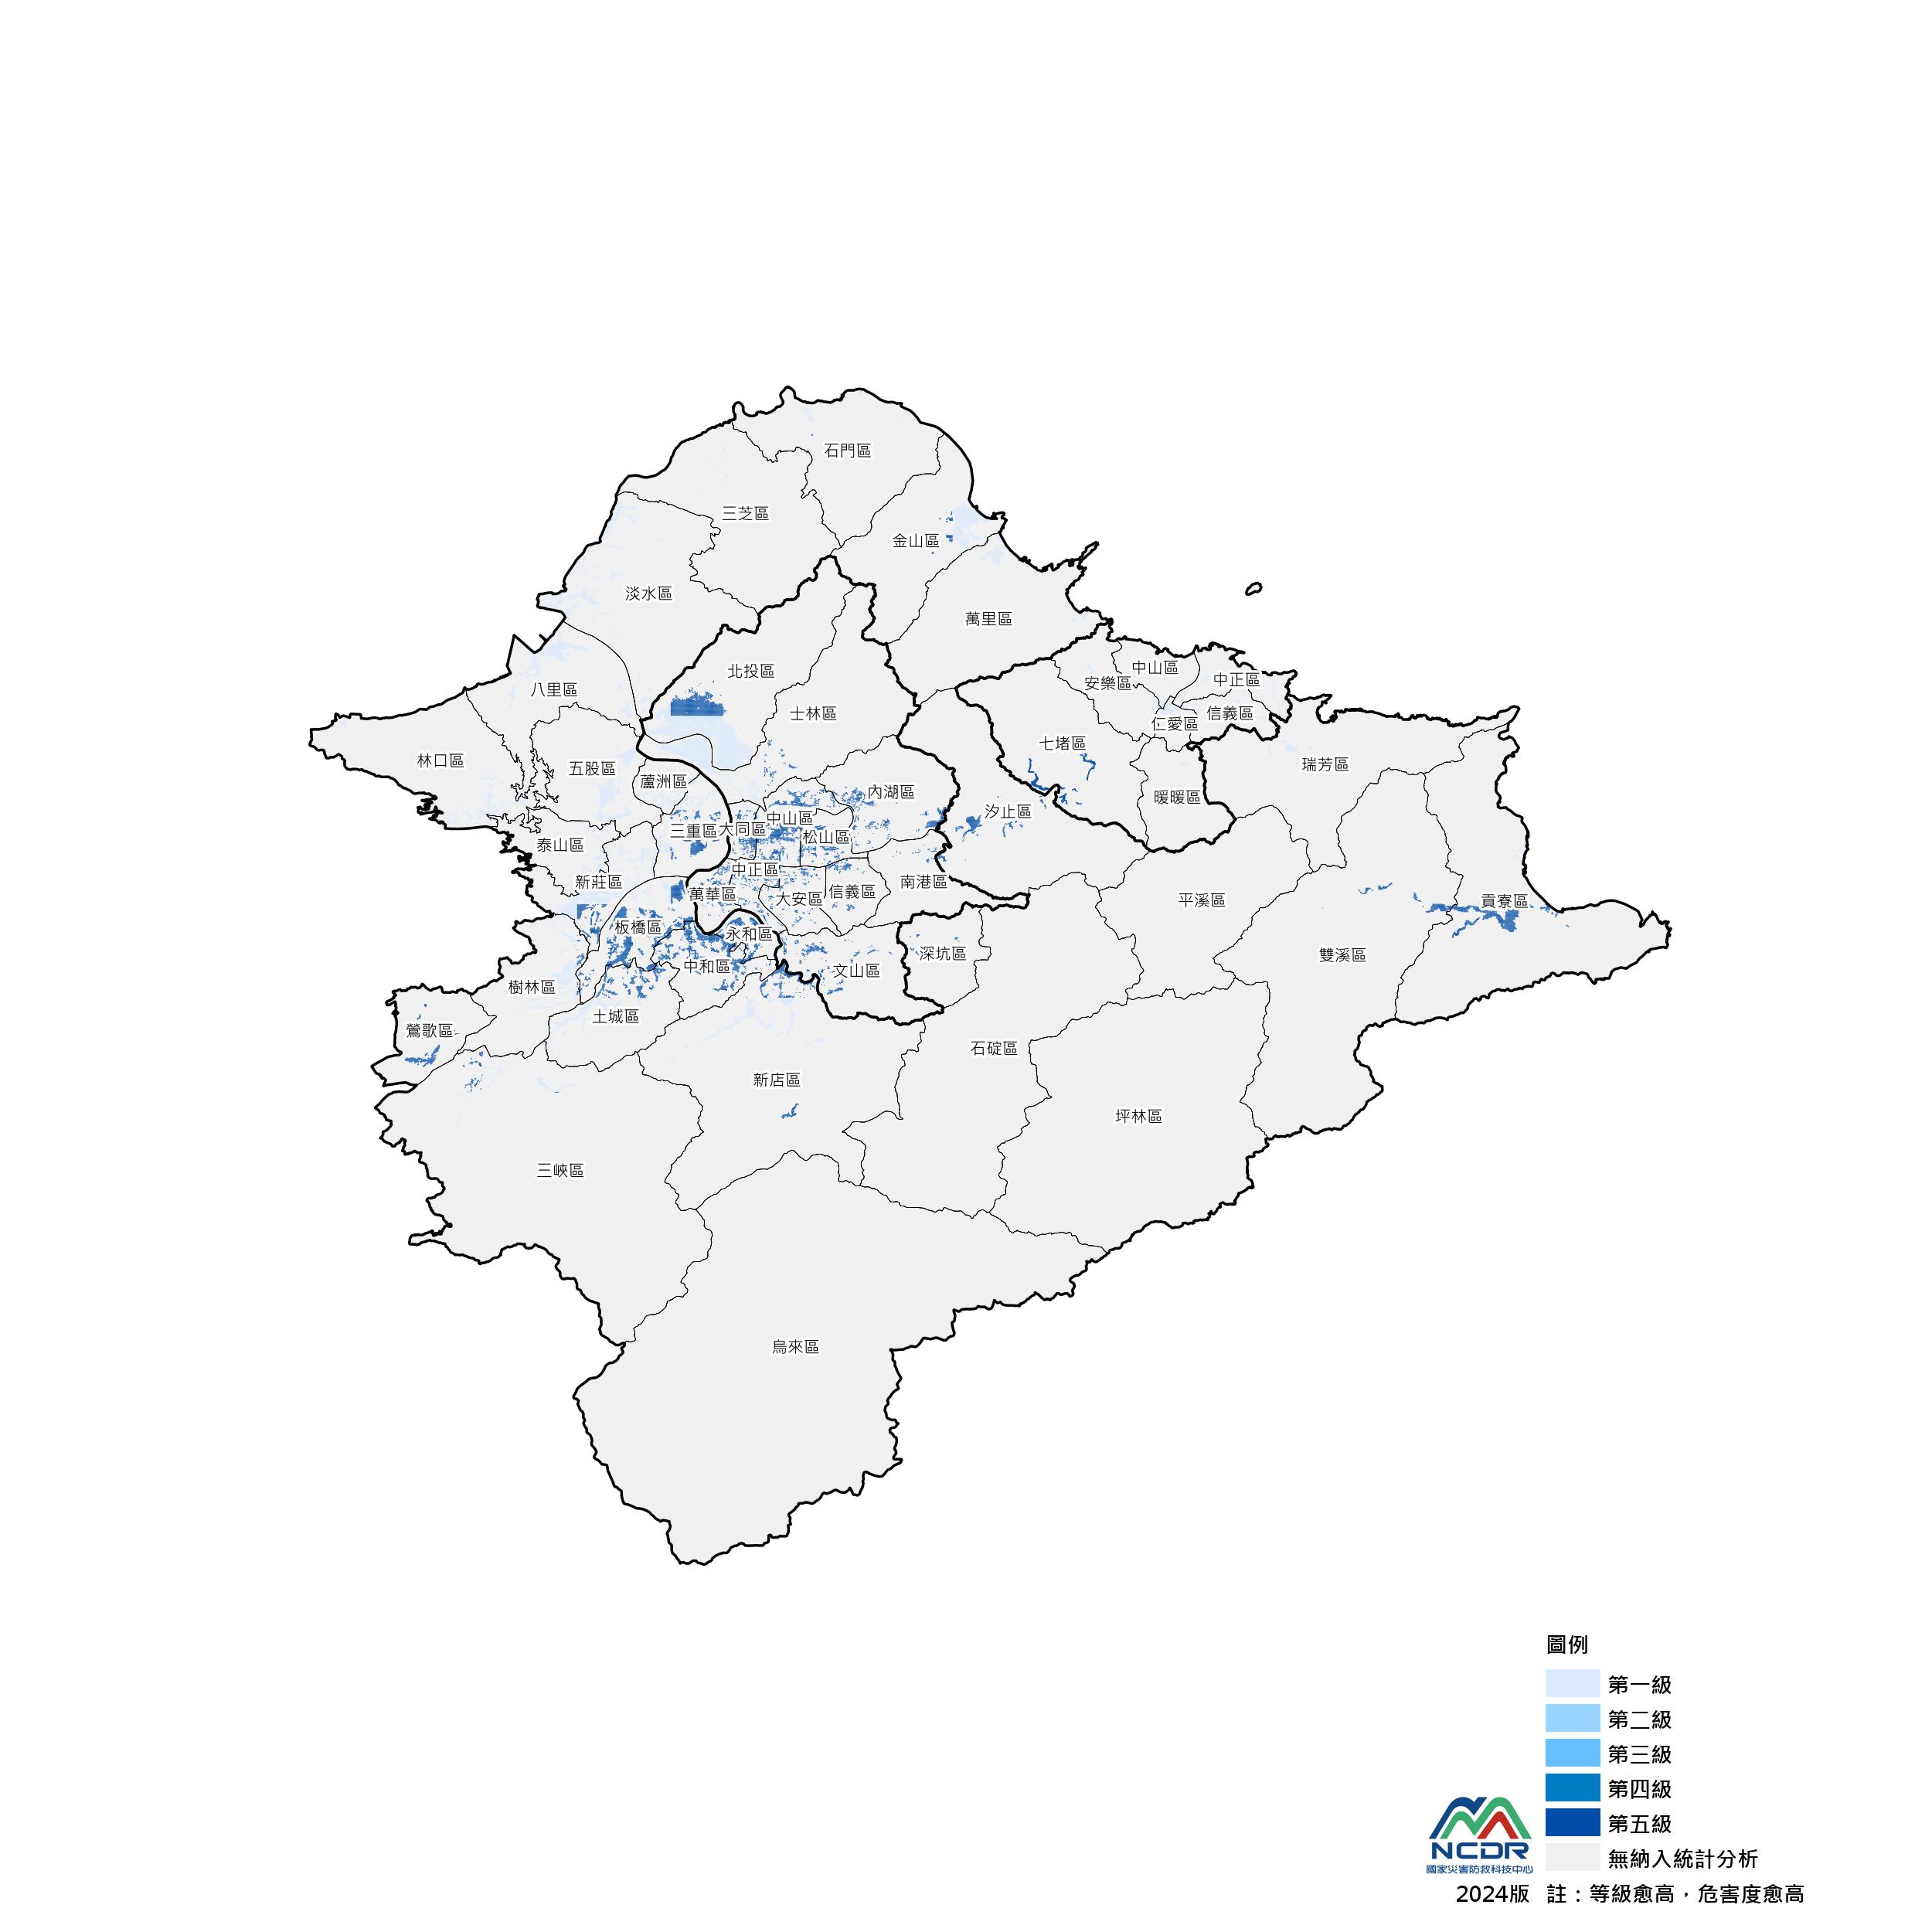 石門區
三芝區
金山區
淡水區
萬里區
北投區
中山區
中正區
安樂區
八里區
士林區
信義區
仁愛區
七堵區
林口區
五股區
瑞芳區
蘆洲區
內湖區
暖暖區
汐止區
中山區
三重區
大同區
松山區
泰山區
中正區
新莊區
南港區
萬華區
信義區
大安區
平溪區
貢寮區
板橋區
永和區
深坑區
雙溪區
中和區
文山區
樹林區
土城區
鶯歌區
石碇區
新店區
坪林區
三峽區
烏來區
圖例
第一級
第二級
第三級
第四級
第五級
無納入統計分析
NCDR
國家災害防救科技中心
2024版 註：等級愈高，危害度愈高